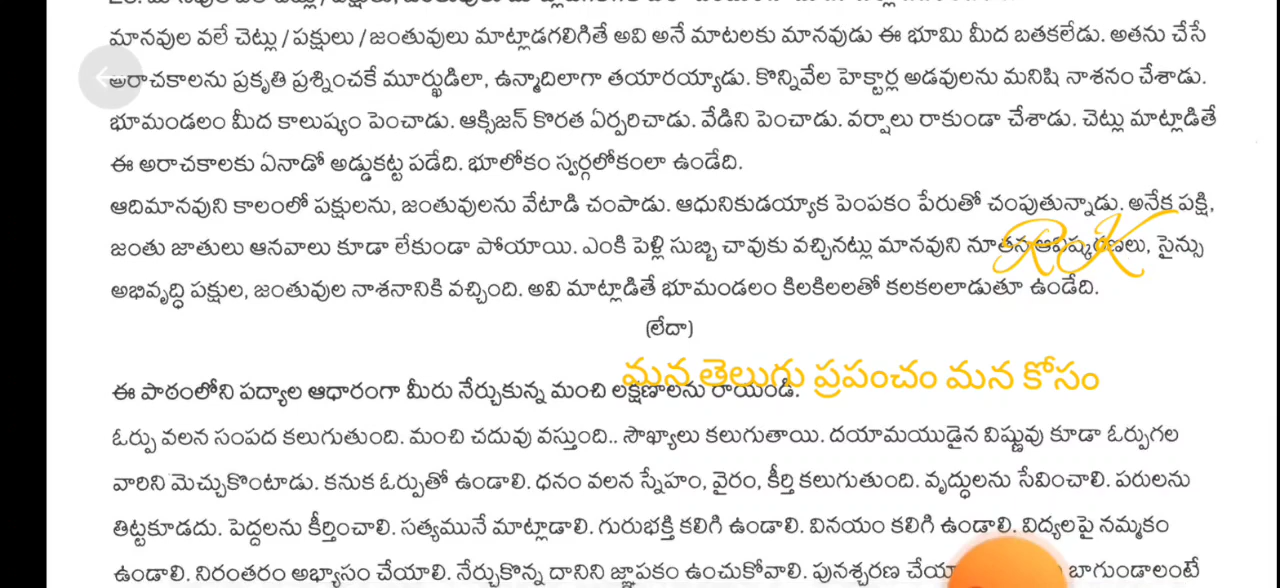 మానవుల వలే చెట్లు / పక్షులు / జంతువులు మాట్లాడగలిగితే అవి అనే మాటలకు మానవుడు ఈ భూమి మీద బతకలేడు. అతను చేసే
అరాచకాలను ప్రకృతి ప్రశ్నించకే మూర్ఖుడిలా, ఉన్మాదిలాగా తయారయ్యాడు. కొన్నివేల హెక్టార్ల అడవులను మనిషి నాశనం చేశాడు.
భూమండలం మీద కాలుష్యం పెంచాడు. ఆక్సిజన్ కొరత ఏర్పరిచాడు. వేడిని పెంచాడు. వర్షాలు రాకుండా చేశాడు. చెట్లు మాట్లాడితే
ఈ అరాచకాలకు ఏనాడో అడ్డుకట్ట పడేది. భూలోకం స్వర్గలోకంలా ఉండేది.
ఆదిమానవుని కాలంలో పక్షులను, జంతువులను వేటాడి చంపాడు. ఆధునికుడయ్యాక పెంపకం పేరుతో చంపుతున్నాడు. అనేక పక్షి,
జంతు జాతులు ఆనవాలు కూడా లేకుండా పోయాయి. ఎంకి పెళ్లి సుబ్బి చావుకు వచ్చినట్లు మానవుని నూతన ఆవిష్కరణలు, సైన్సు
RK
అభివృద్ధి పక్షుల, జంతువుల నాశనానికి వచ్చింది. అవి మాట్లాడితే భూమండలం కిలకిలలతో కలకలలాడుతూ ఉండేది.
(లేదా)
మన తెలుగు ప్రపంచం మన కోసం
ఈ పాఠంలోని పద్యాల ఆధారంగా మీరు నేర్చుకున్న మంచి లక్షణాలను రాయండి.
ఓర్పు వలన సంపద కలుగుతుంది. మంచి చదువు వస్తుంది.. సౌఖ్యాలు కలుగుతాయి. దయామయుడైన విష్ణువు కూడా ఓర్పుగల
వారిని మెచ్చుకొంటాడు. కనుక ఓర్పుతో ఉండాలి. ధనం వలన స్నేహం, వైరం, కీర్తి కలుగుతుంది. వృద్ధులను సేవించాలి. పరులను
తిట్టకూడదు. పెద్దలను కీర్తించాలి. సత్యమునే మాట్లాడాలి. గురుభక్తి కలిగి ఉండాలి. వినయం కలిగి ఉండాలి. విద్యలపై నమ్మకం
ఉండాలి. నిరంతరం అభ్యాసం చేయాలి. నేర్చుకొన్న దానిని జ్ఞాపకం ఉంచుకోవాలి. పునశ్చరణ బాగుండాలంటే